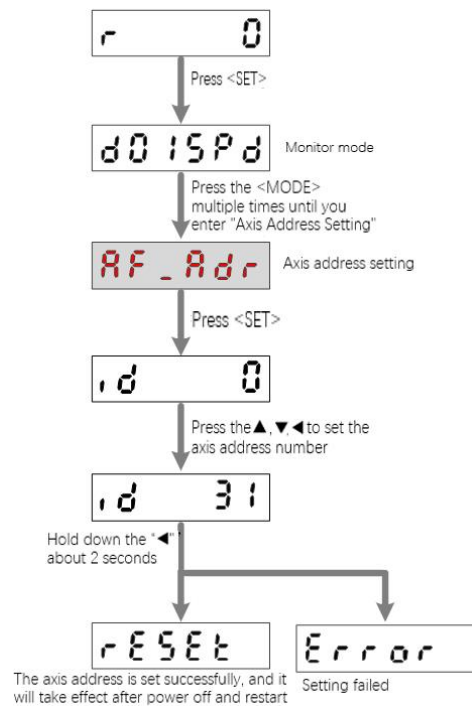 r 0
Press <SET>
d01SPd
Monitor mode
Press the <MODE>
multiple times until you
enter "Axis Address Setting"
AF_Adr
Axis address setting
Press <SET>
id 0
Press the▲,▼,◀to set the
axis address number
id 31
Hold down the "◀"
about 2 seconds
rESEt
Error
The axis address is set successfully, and it
will take effect after power off and restart
Setting failed